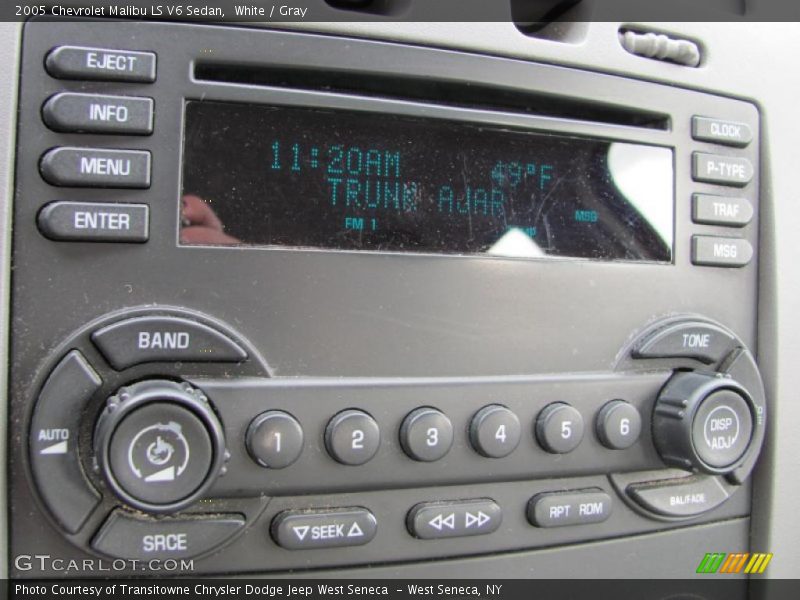 2005 Chevrolet Malibu LS V6 Sedan, White / Gray
EJECT
INFO
MENU
ENTER
11:20AM 49°F
TRUNK AJAR
FM 1
MSG
CLOCK
P-TYPE
TRAF
MSG
BAND
TONE
AUTO
1 2 3 4 5 6
DISP
ADJ
SRCE
SEEK
RPT RDM
BAL/FADE
GTCARLOT.COM
Photo Courtesy of Transitowne Chrysler Dodge Jeep West Seneca - West Seneca, NY